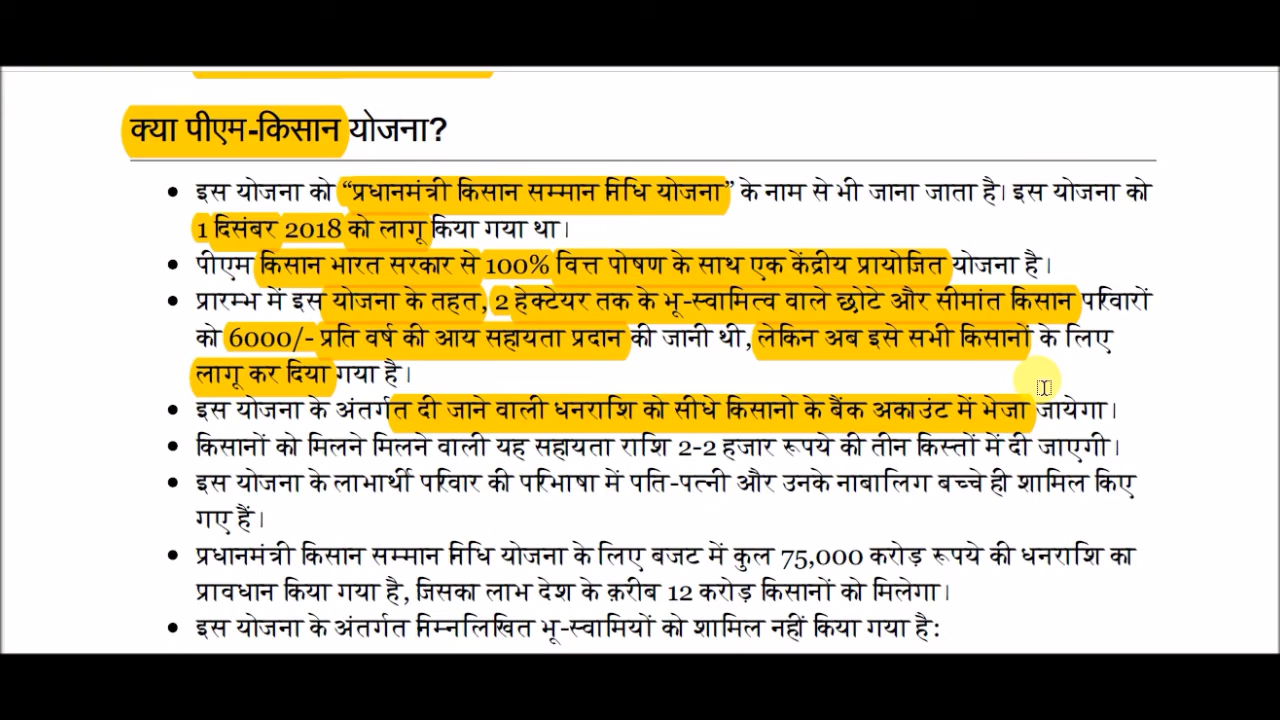 क्या पीएम-किसान योजना?
• इस योजना को “प्रधानमंत्री किसान सम्मान निधि योजना” के नाम से भी जाना जाता है। इस योजना को
1 दिसंबर 2018 को लागू किया गया था।
• पीएम किसान भारत सरकार से 100% वित्त पोषण के साथ एक केंद्रीय प्रायोजित योजना है।
• प्रारम्भ में इस योजना के तहत, 2 हेक्टेयर तक के भू-स्वामित्व वाले छोटे और सीमांत किसान परिवारों
को 6000/- प्रति वर्ष की आय सहायता प्रदान की जानी थी, लेकिन अब इसे सभी किसानों के लिए
लागू कर दिया गया है।
• इस योजना के अंतर्गत दी जाने वाली धनराशि को सीधे किसानो के बैंक अकाउंट में भेजा जायेगा।
• किसानों को मिलने मिलने वाली यह सहायता राशि 2-2 हजार रूपये की तीन किस्तों में दी जाएगी।
• इस योजना के लाभार्थी परिवार की परिभाषा में पति-पत्नी और उनके नाबालिग बच्चे ही शामिल किए
गए हैं।
• प्रधानमंत्री किसान सम्मान निधि योजना के लिए बजट में कुल 75,000 करोड़ रूपये की धनराशि का
प्रावधान किया गया है, जिसका लाभ देश के क़रीब 12 करोड़ किसानों को मिलेगा।
• इस योजना के अंतर्गत निम्नलिखित भू-स्वामियों को शामिल नहीं किया गया है: